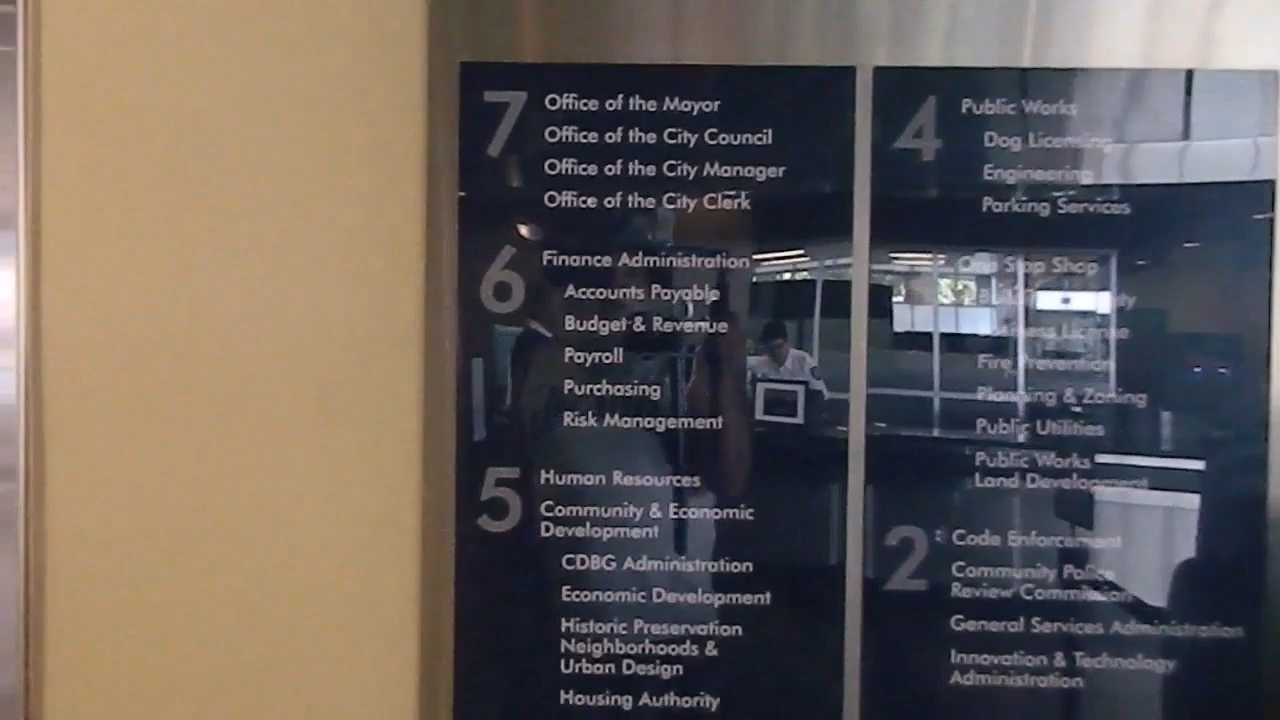 7
Office of the Mayor
Office of the City Council
Office of the City Manager
Office of the City Clerk
6
Finance Administration
Accounts Payable
Budget & Revenue
Payroll
Purchasing
Risk Management
5
Human Resources
Community & Economic
Development
CDBG Administration
Economic Development
Historic Preservation
Neighborhoods &
Urban Design
Housing Authority
4
Public Works
Dog Licensing
Engineering
Parking Services
One Stop Shop
Business License
Fire Prevention
Planning & Zoning
Public Utilities
Public Works
Land Development
2
Code Enforcement
Community Police
Review Commission
General Services Administration
Innovation & Technology
Administration